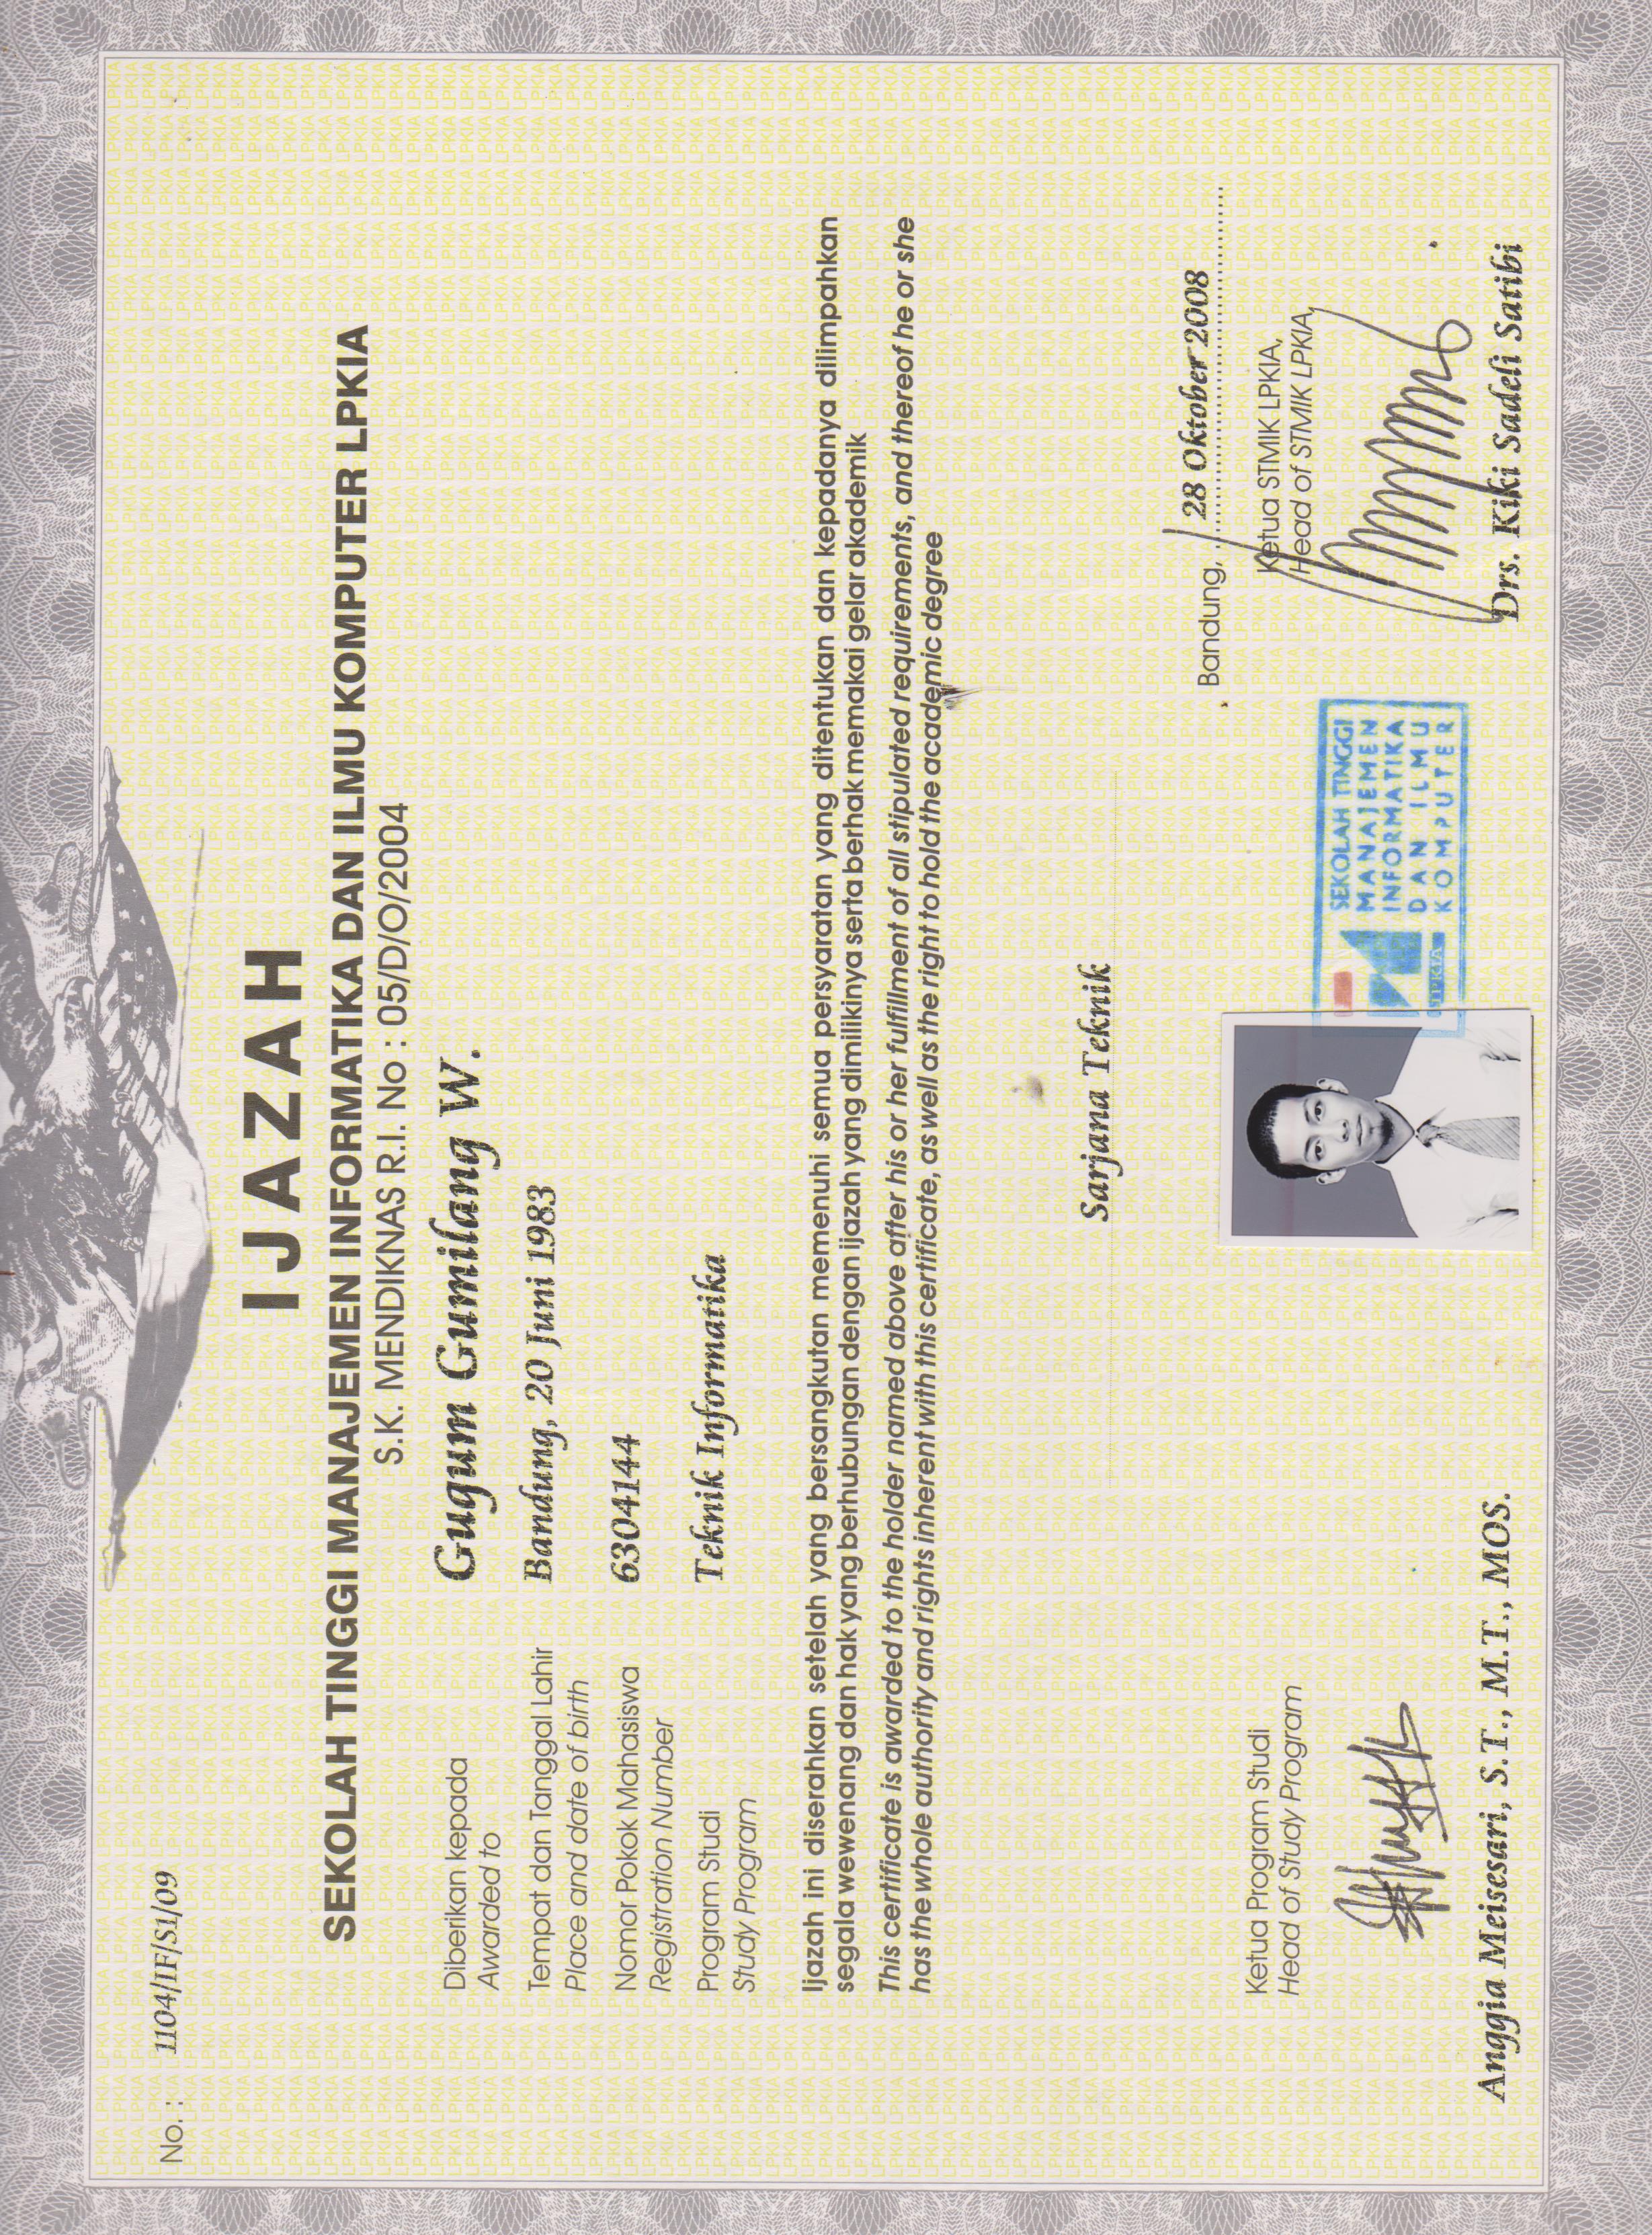 No. : 1104/IF/S1/09
IJAZAH
SEKOLAH TINGGI MANAJEMEN INFORMATIKA DAN ILMU KOMPUTER LPKIA
S.K. MENDIKNAS R.I. No : 05/D/O/2004
Diberikan kepada Gugum Gumilang W.
Awarded to
Tempat dan Tanggal Lahir Bandung, 20 Juni 1983
Place and date of birth
Nomor Pokok Mahasiswa 6304144
Registration Number
Program Studi Teknik Informatika
Study Program
Ijazah ini diserahkan setelah yang bersangkutan memenuhi semua persyaratan yang ditentukan dan kepadanya dilimpahkan
segala wewenang dan hak yang berhubungan dengan ijazah yang dimilikinya serta berhak memakai gelar akademik
This certificate is awarded to the holder named above after his or her fulfillment of all stipulated requirements, and thereof he or she
has the whole authority and rights inherent with this certificate, as well as the right to hold the academic degree
Sarjana Teknik
Bandung, 28 Oktober 2008
Ketua Program Studi
Head of Study Program
Ketua STMIK LPKIA,
Head of STMIK LPKIA,
SEKOLAH TINGGI
MANAJEMEN
INFORMATIKA
DAN ILMU
KOMPUTER
LPKIA
Anggia Meisesari, S.T., M.T., MOS.
Drs. Kiki Sadeli Satibi